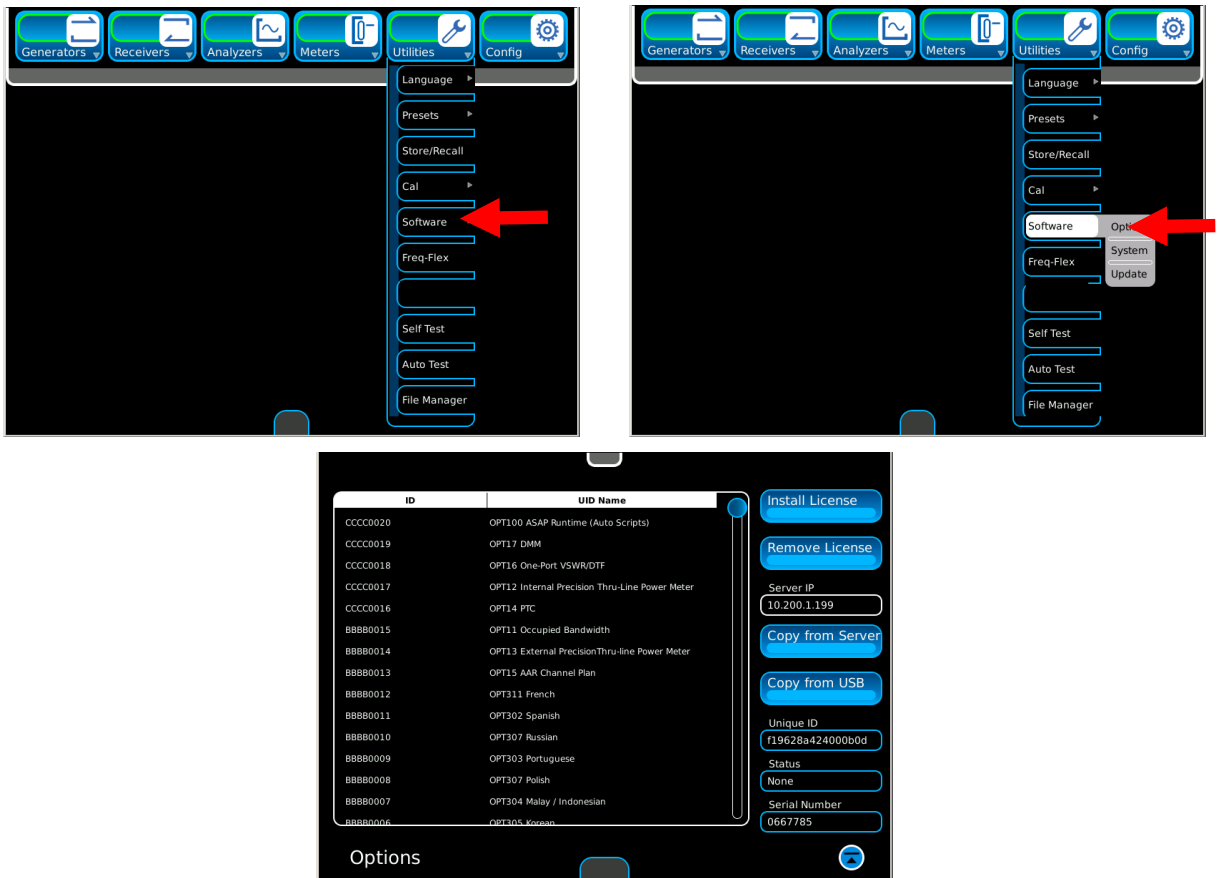 Generators Receivers Analyzers Meters Utilities Config
Language
Presets
Store/Recall
Cal
Software
Freq-Flex
Self Test
Auto Test
File Manager
Generators Receivers Analyzers Meters Utilities Config
Language
Presets
Store/Recall
Cal
Software
System
Freq-Flex
Update
Self Test
Auto Test
File Manager
ID UID Name
CCCC0020 OPT100 ASAP Runtime (Auto Scripts)
CCCC0019 OPT17 DMM
CCCC0018 OPT16 One-Port VSWR/DTF
CCCC0017 OPT12 Internal Precision Thru-Line Power Meter
CCCC0016 OPT14 PTC
BBBB0015 OPT11 Occupied Bandwidth
BBBB0014 OPT13 External PrecisionThru-line Power Meter
BBBB0013 OPT15 AAR Channel Plan
BBBB0012 OPT311 French
BBBB0011 OPT302 Spanish
BBBB0010 OPT307 Russian
BBBB0009 OPT303 Portuguese
BBBB0008 OPT307 Polish
BBBB0007 OPT304 Malay / Indonesian
BBBB0006 OPT305 Korean
Install License
Remove License
Server IP
10.200.1.199
Copy from Server
Copy from USB
Unique ID
f19628a424000b0d
Status
None
Serial Number
0667785
Options